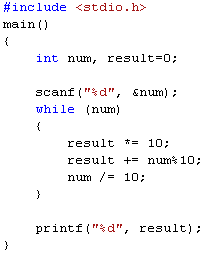 #include <stdio.h>
main()
{
int num, result=0;
scanf("%d", &num);
while (num)
{
result *= 10;
result += num%10;
num /= 10;
}
printf("%d", result);
}